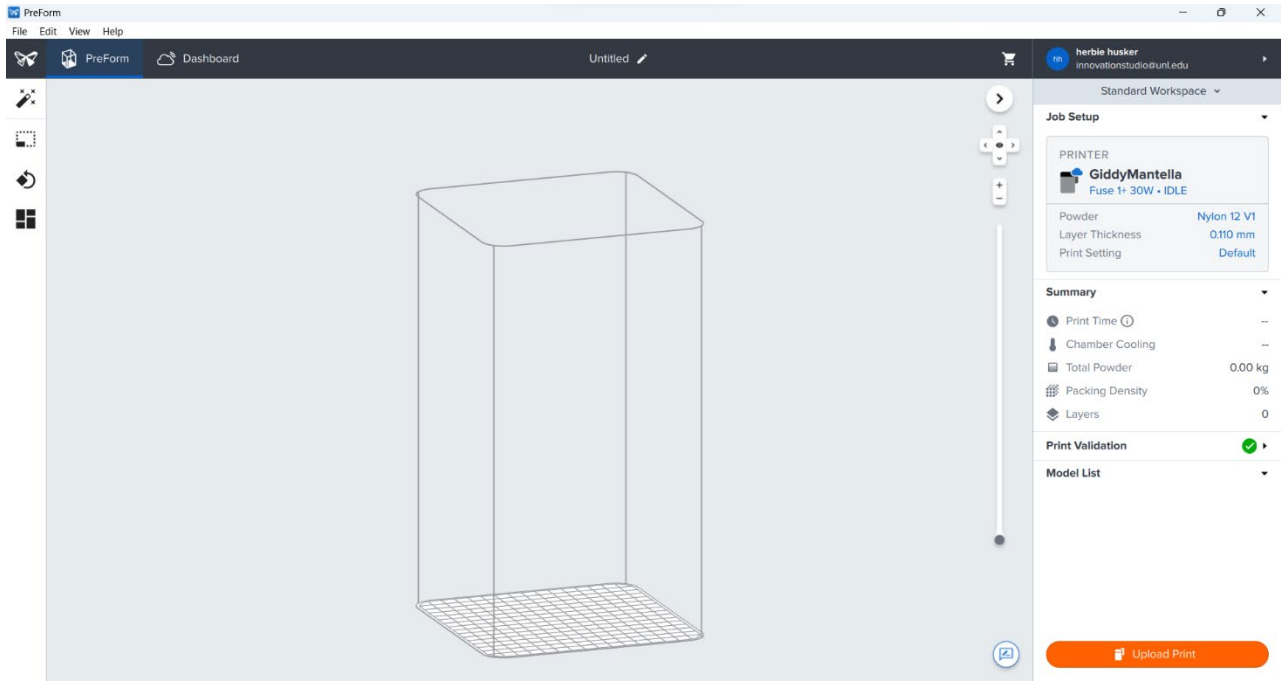 PreForm
File Edit View Help
PreForm Dashboard Untitled
hh herbie husker
innovationstudio@unl.edu
Standard Workspace
Job Setup
PRINTER
GiddyMantella
Fuse 1+ 30W • IDLE
Powder Nylon 12 V1
Layer Thickness 0.110 mm
Print Setting Default
Summary
Print Time --
Chamber Cooling --
Total Powder 0.00 kg
Packing Density 0%
Layers 0
Print Validation
Model List
Upload Print